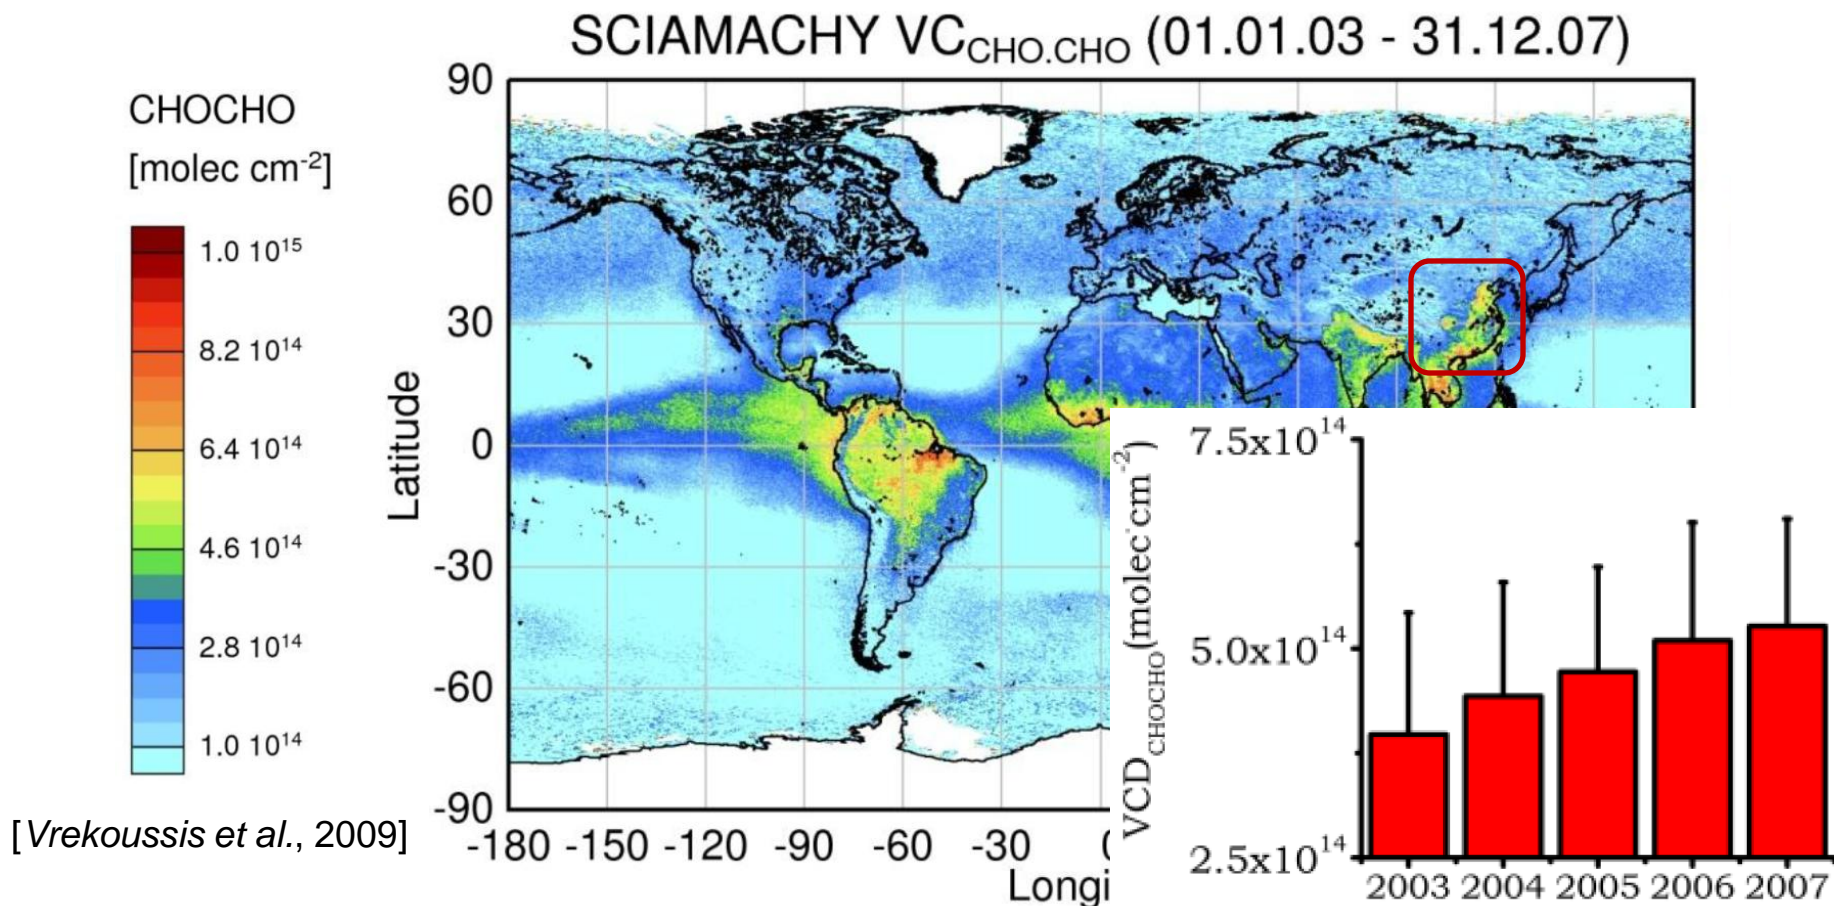 SCIAMACHY VC_CHO.CHO (01.01.03 - 31.12.07)
CHOCHO
[molec cm⁻²]
1.0 10¹⁵
8.2 10¹⁴
6.4 10¹⁴
4.6 10¹⁴
2.8 10¹⁴
1.0 10¹⁴
[Vrekoussis et al., 2009]
Latitude
90
60
30
0
-30
-60
-90
-180 -150 -120 -90 -60 -30
Longi
VCD_CHOCHO(molec·cm⁻²)
7.5x10¹⁴
5.0x10¹⁴
2.5x10¹⁴
2003 2004 2005 2006 2007